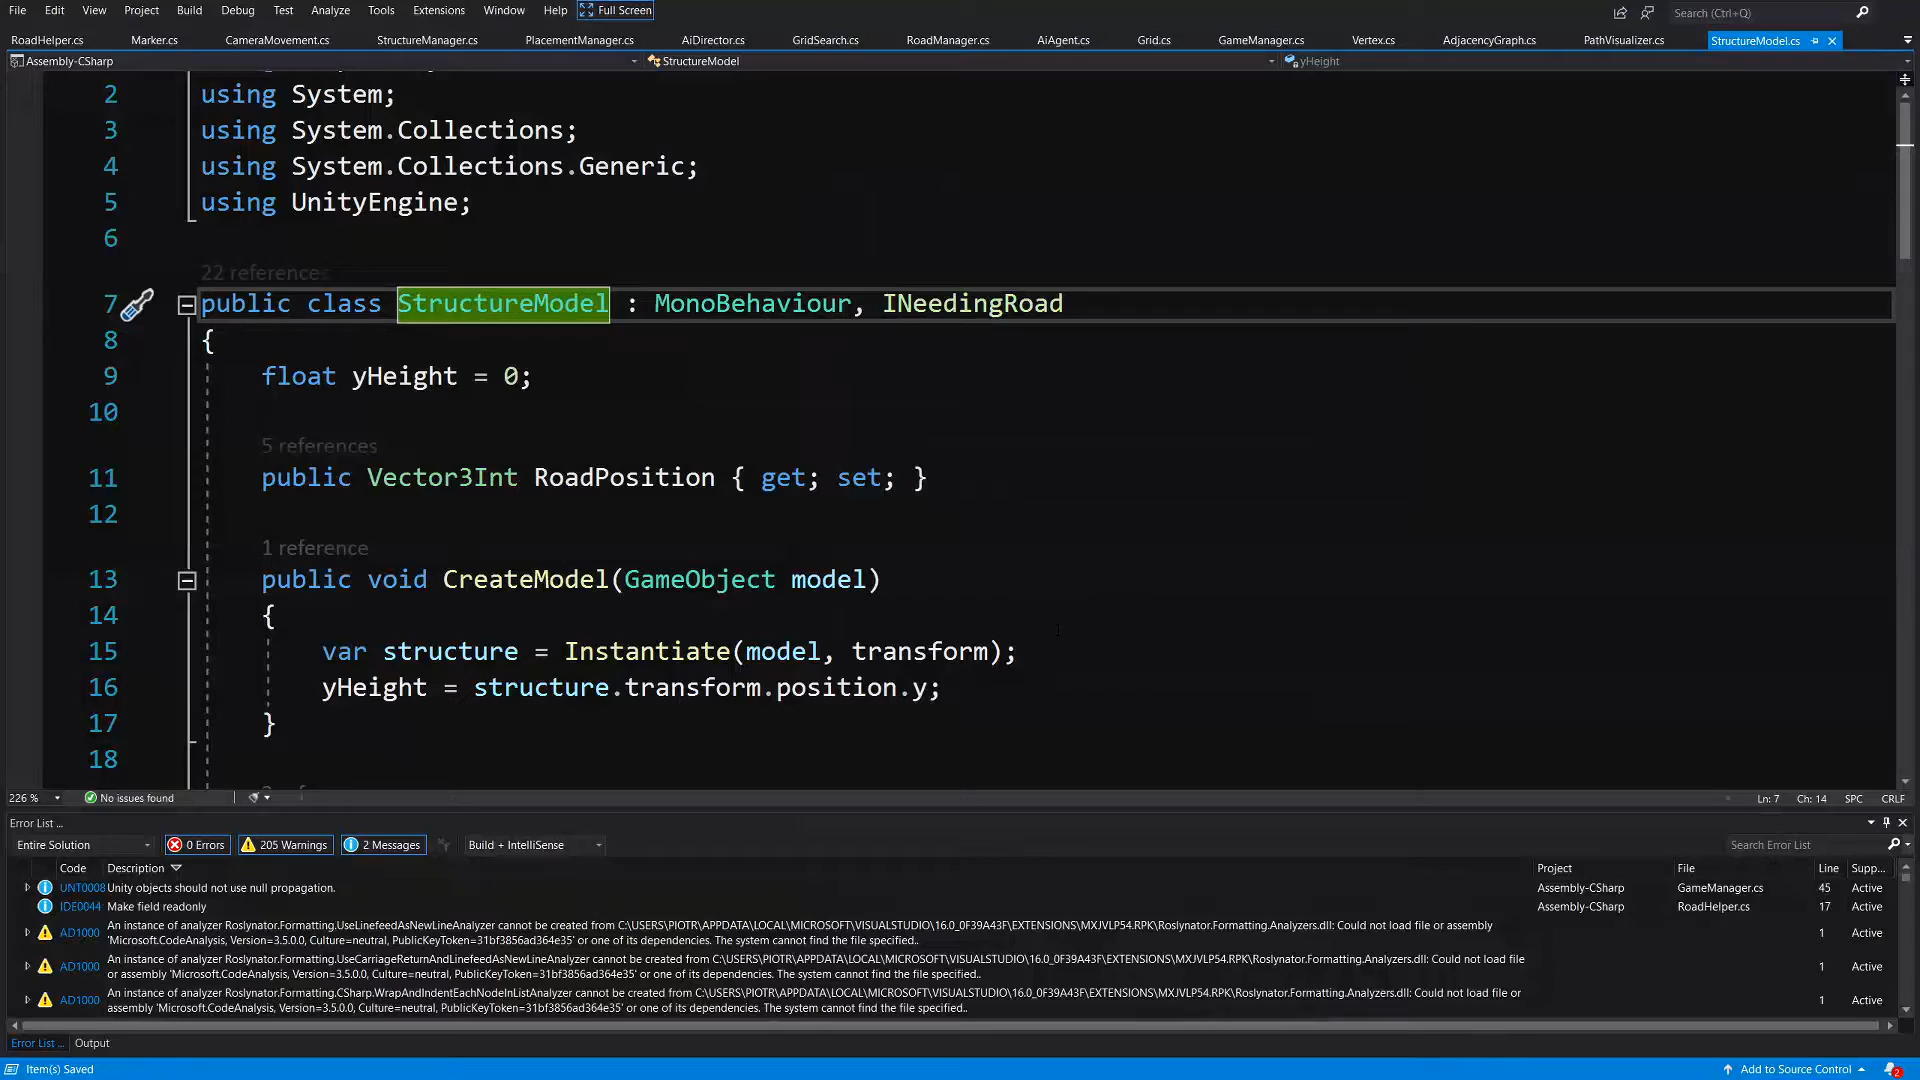 File Edit View Project Build Debug Test Analyze Tools Extensions Window Help Full Screen Search (Ctrl+Q)
RoadHelper.cs Marker.cs CameraMovement.cs StructureManager.cs PlacementManager.cs AiDirector.cs GridSearch.cs RoadManager.cs AiAgent.cs Grid.cs GameManager.cs Vertex.cs AdjacencyGraph.cs PathVisualizer.cs StructureModel.cs
Assembly-CSharp StructureModel yHeight
2 using System;
3 using System.Collections;
4 using System.Collections.Generic;
5 using UnityEngine;
6
22 references
7 public class StructureModel : MonoBehaviour, INeedingRoad
8 {
9 float yHeight = 0;
10
5 references
11 public Vector3Int RoadPosition { get; set; }
12
1 reference
13 public void CreateModel(GameObject model)
14 {
15 var structure = Instantiate(model, transform);
16 yHeight = structure.transform.position.y;
17 }
18
226 % No issues found Ln: 7 Ch: 14 SPC CRLF
Error List ...
Entire Solution 0 Errors 205 Warnings 2 Messages Build + IntelliSense Search Error List
Code Description Project File Line Supp...
UNT0008 Unity objects should not use null propagation. Assembly-CSharp GameManager.cs 45 Active
IDE0044 Make field readonly Assembly-CSharp RoadHelper.cs 17 Active
AD1000 An instance of analyzer Roslynator.Formatting.UseLinefeedAsNewLineAnalyzer cannot be created from C:\USERS\PIOTR\APPDATA\LOCAL\MICROSOFT\VISUALSTUDIO\16.0_0F39A43F\EXTENSIONS\MXJVLP54.RPK\Roslynator.Formatting.Analyzers.dll: Could not load file or assembly 1 Active
'Microsoft.CodeAnalysis, Version=3.5.0.0, Culture=neutral, PublicKeyToken=31bf3856ad364e35' or one of its dependencies. The system cannot find the file specified..
AD1000 An instance of analyzer Roslynator.Formatting.UseCarriageReturnAndLinefeedAsNewLineAnalyzer cannot be created from C:\USERS\PIOTR\APPDATA\LOCAL\MICROSOFT\VISUALSTUDIO\16.0_0F39A43F\EXTENSIONS\MXJVLP54.RPK\Roslynator.Formatting.Analyzers.dll: Could not load file 1 Active
or assembly 'Microsoft.CodeAnalysis, Version=3.5.0.0, Culture=neutral, PublicKeyToken=31bf3856ad364e35' or one of its dependencies. The system cannot find the file specified..
AD1000 An instance of analyzer Roslynator.Formatting.CSharp.WrapAndIndentEachNodeInListAnalyzer cannot be created from C:\USERS\PIOTR\APPDATA\LOCAL\MICROSOFT\VISUALSTUDIO\16.0_0F39A43F\EXTENSIONS\MXJVLP54.RPK\Roslynator.Formatting.Analyzers.dll: Could not load file or 1 Active
assembly 'Microsoft.CodeAnalysis, Version=3.5.0.0, Culture=neutral, PublicKeyToken=31bf3856ad364e35' or one of its dependencies. The system cannot find the file specified..
Error List ... Output
Item(s) Saved Add to Source Control 2